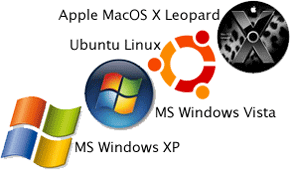 Apple MacOS X Leopard
Ubuntu Linux
MS Windows Vista
MS Windows XP